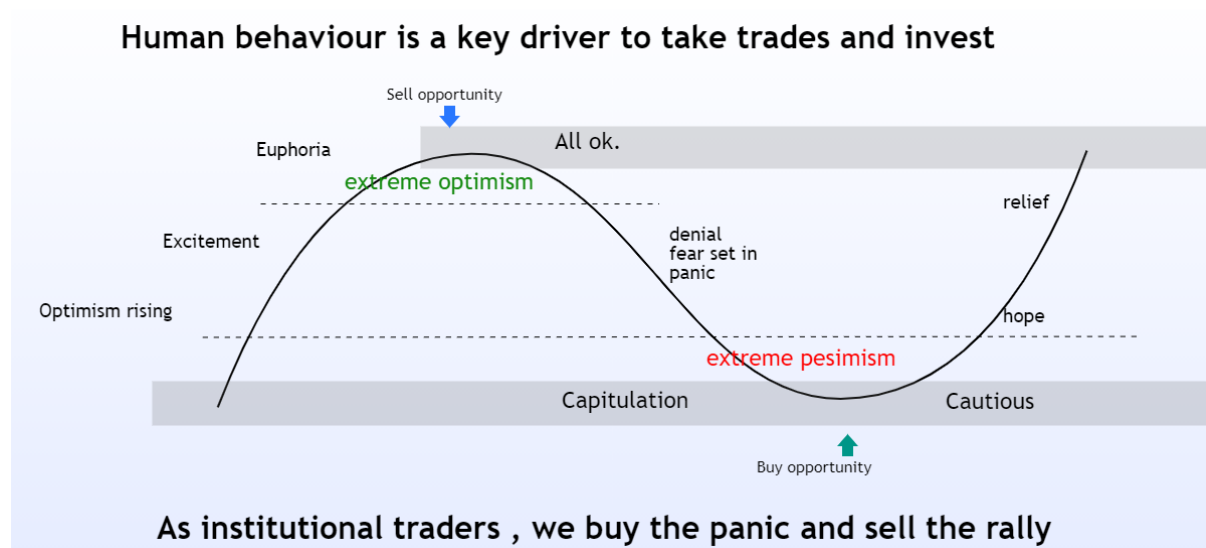 Human behaviour is a key driver to take trades and invest
Sell opportunity
All ok.
Euphoria
extreme optimism
relief
denial
Excitement
fear set in
panic
Optimism rising
hope
extreme pesimism
Capitulation
Cautious
Buy opportunity
As institutional traders , we buy the panic and sell the rally